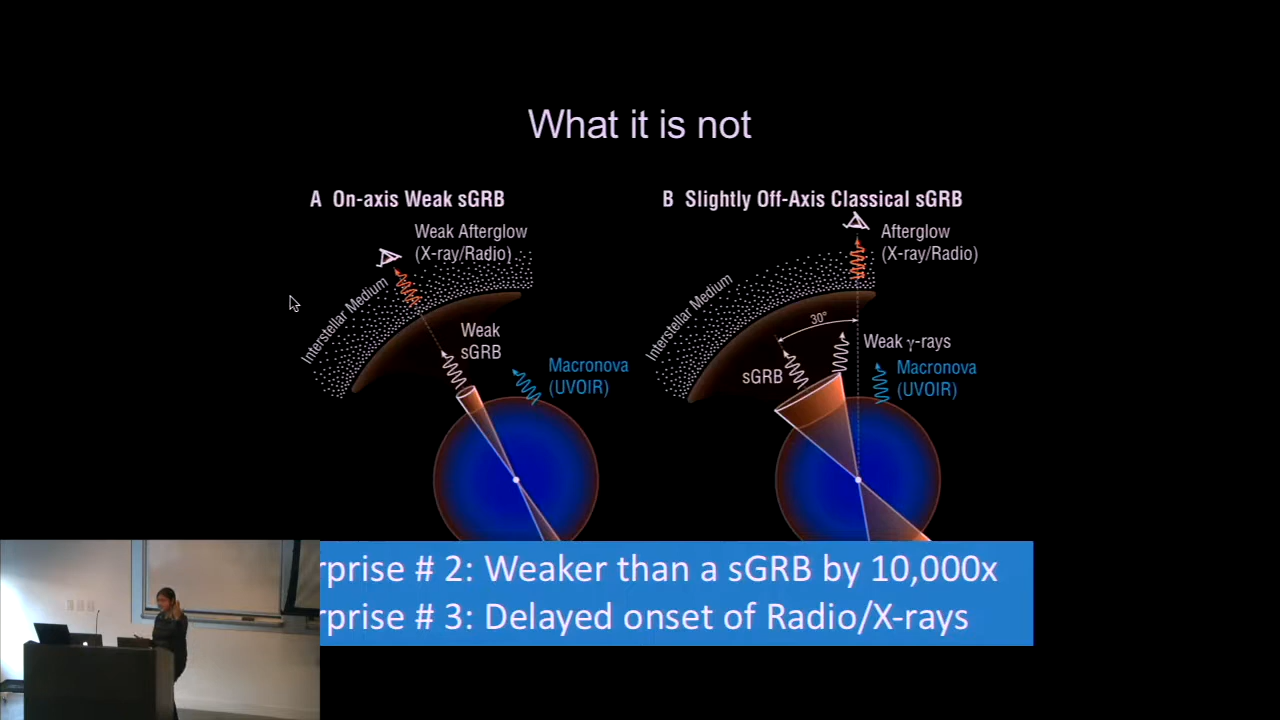 What it is not
A On-axis Weak sGRB
Weak Afterglow
(X-ray/Radio)
Interstellar Medium
Weak
sGRB
Macronova
(UVOIR)
B Slightly Off-Axis Classical sGRB
Afterglow
(X-ray/Radio)
Interstellar Medium
30°
sGRB
Weak γ-rays
Macronova
(UVOIR)
rprise # 2: Weaker than a sGRB by 10,000x
rprise # 3: Delayed onset of Radio/X-rays